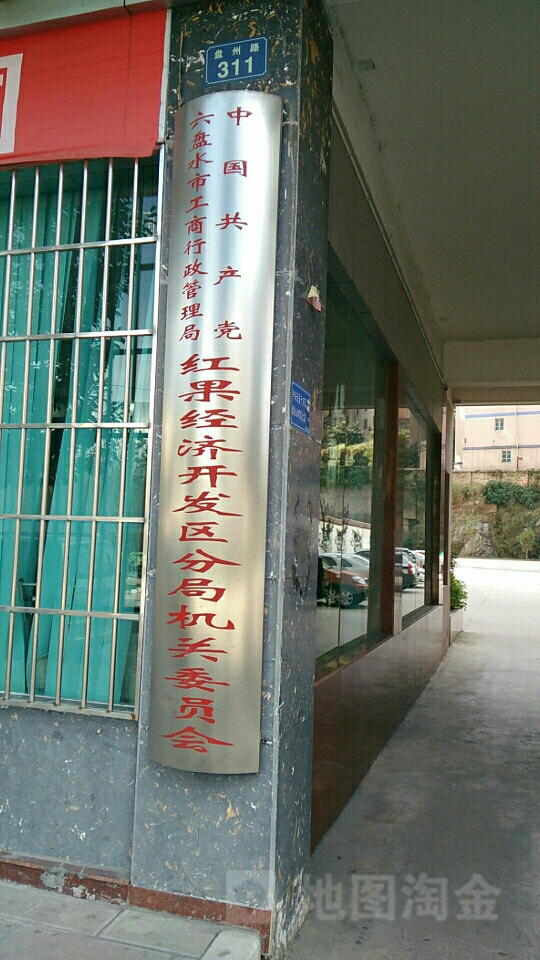 盘州路
311
中国共产党
六盘水市工商行政管理局
红果经济开发区分局机关委员会
地图淘金